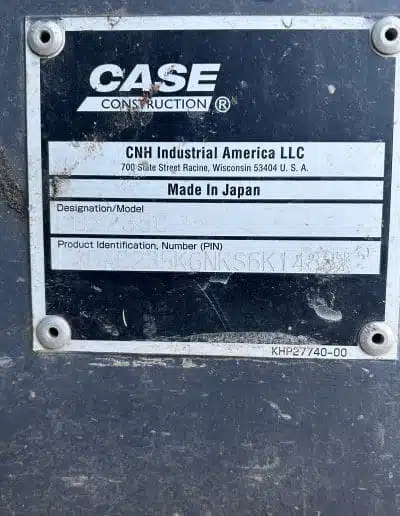 CASE
CONSTRUCTION ®
CNH Industrial America LLC
700 State Street Racine, Wisconsin 53404 U. S. A.
Made In Japan
Designation/Model
Product Identification, Number (PIN)
KHP27740-00